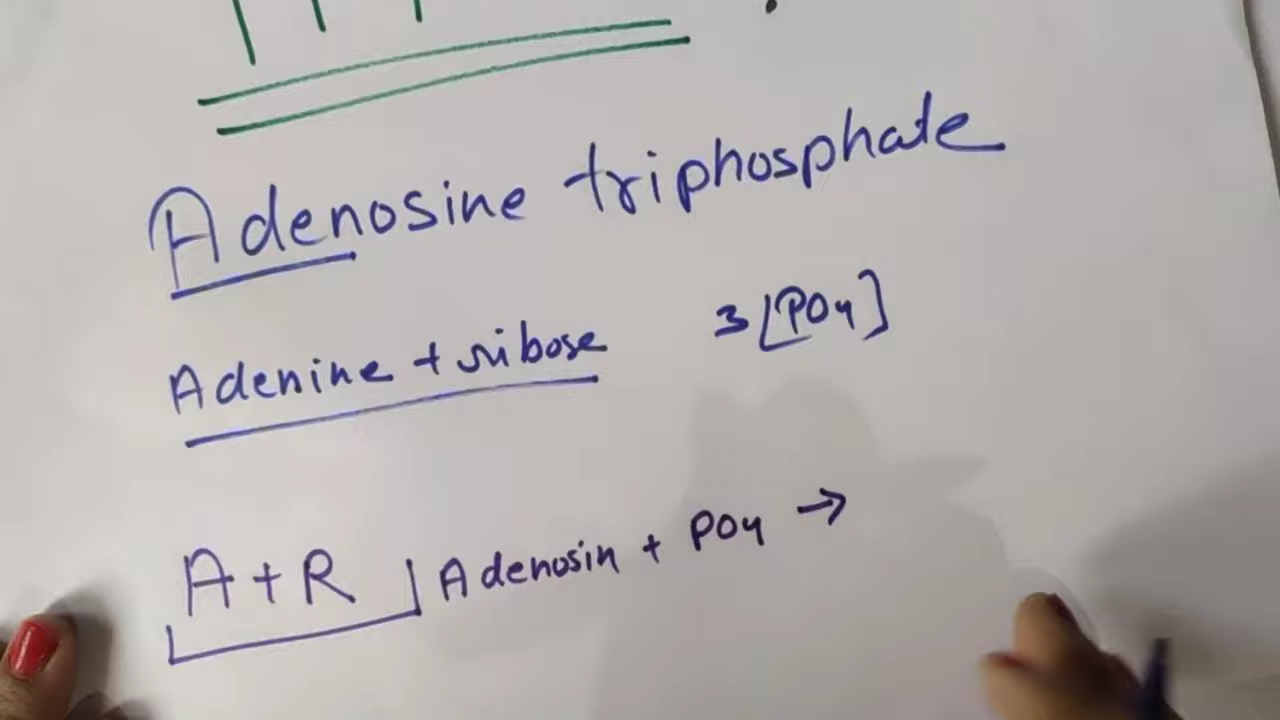 Adenosine triphosphate
Adenine + ribose 3[PO4]
A+R] Adenosin + PO4 →